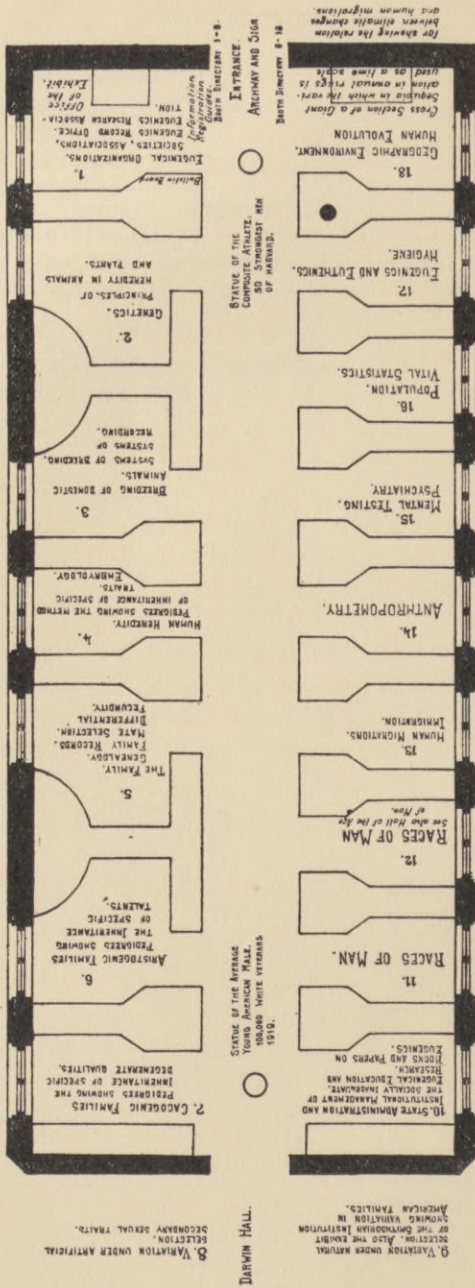 ENTRANCE.
ARCHWAY AND SIGN
BOOTH DIRECTORY 1-8.
BOOTH DIRECTORY 9-18
Office
of the
Exhibit.
Information
Registration
Guides.
1.
EUGENICAL ORGANIZATIONS.
SOCIETIES, ASSOCIATIONS,
EUGENICS RECORD OFFICE.
EUGENICS RESEARCH ASSOCIA-
TION.
Bulletin Board
2.
GENETICS.
PRINCIPLES OF
HEREDITY IN ANIMALS
AND PLANTS.
3.
BREEDING OF DOMESTIC
ANIMALS.
SYSTEMS OF BREEDING.
SYSTEMS OF
RECORDING.
4.
HUMAN HEREDITY.
PEDIGREES SHOWING THE METHOD
OF INHERITANCE OF SPECIFIC
TRAITS.
EMBRYOLOGY.
5.
THE FAMILY.
GENEALOGY.
FAMILY RECORDS.
MATE SELECTION.
DIFFERENTIAL
FECUNDITY.
6.
ARISTOGENIC FAMILIES
PEDIGREES SHOWING
THE INHERITANCE
OF SPECIFIC
TALENTS.
7. CACOGENIC FAMILIES
PEDIGREES SHOWING THE
INHERITANCE OF SPECIFIC
DEGENERATE QUALITIES.
8. VARIATION UNDER ARTIFICIAL
SELECTION.
SECONDARY SEXUAL TRAITS.
DARWIN HALL.
9. VARIATION UNDER NATURAL
SELECTION. ALSO THE EXHIBIT
OF THE SMITHSONIAN INSTITUTION
SHOWING VARIATION IN
AMERICAN FAMILIES.
10. STATE ADMINISTRATION AND
INSTITUTIONAL MANAGEMENT OF
THE SOCIALLY INADEQUATE.
EUGENICAL EDUCATION AND
RESEARCH.
BOOKS AND PAPERS ON
EUGENICS.
11.
RACES OF MAN.
12.
RACES OF MAN
See also Hall of the Age
of Man.
13.
HUMAN MIGRATIONS.
IMMIGRATION.
14.
ANTHROPOMETRY.
15.
MENTAL TESTING.
PSYCHIATRY.
16.
POPULATION.
VITAL STATISTICS.
17.
EUGENICS AND EUTHENICS.
HYGIENE.
18.
GEOGRAPHIC ENVIRONMENT.
HUMAN EVOLUTION
Cross Section of a Giant
Sequoia in which the vari-
ation in annual rings is
used as a time scale
for showing the relation
between climatic changes
and human migrations.
STATUE OF THE
COMPOSITE ATHLETE.
50 STRONGEST MEN
OF HARVARD.
STATUE OF THE AVERAGE
YOUNG AMERICAN MALE.
100,000 WHITE VETERANS
1919.